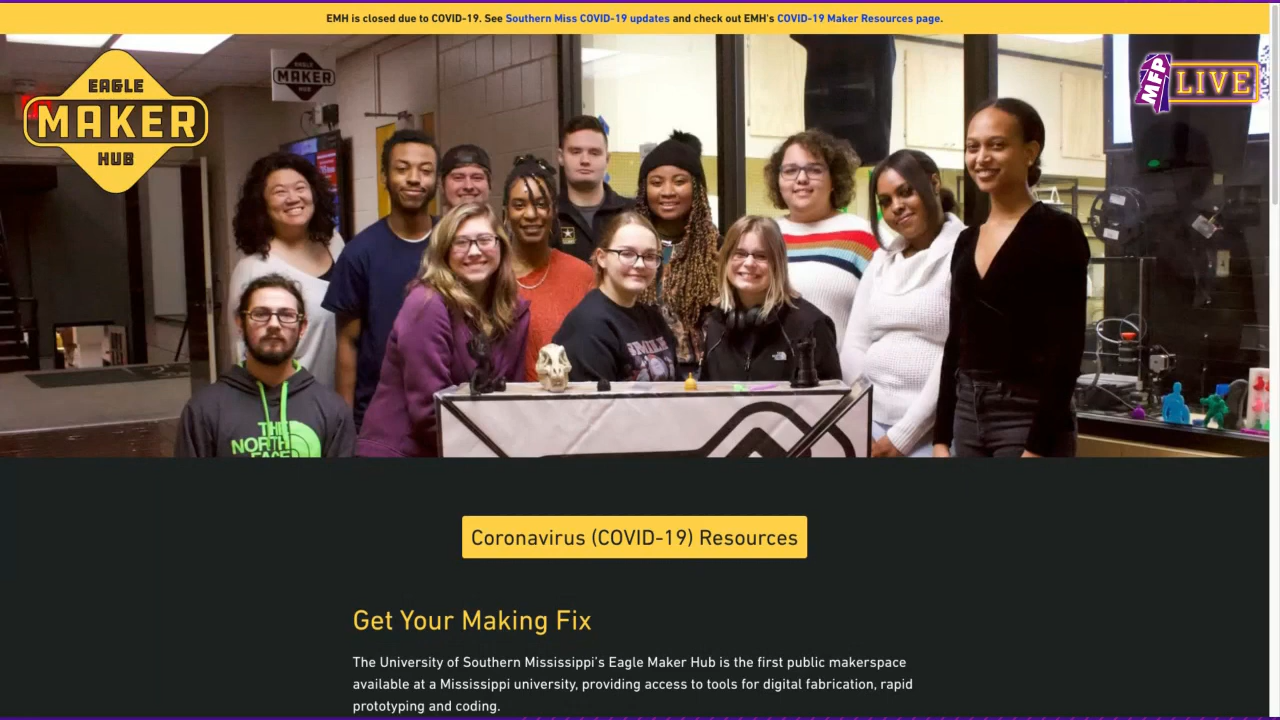 EMH is closed due to COVID-19. See Southern Miss COVID-19 updates and check out EMH's COVID-19 Maker Resources page.
EAGLE
MAKER
HUB
EAGLE
MAKER
HUB
MFP
LIVE
THE
NORTH
FACE
Coronavirus (COVID-19) Resources
Get Your Making Fix
The University of Southern Mississippi's Eagle Maker Hub is the first public makerspace
available at a Mississippi university, providing access to tools for digital fabrication, rapid
prototyping and coding.